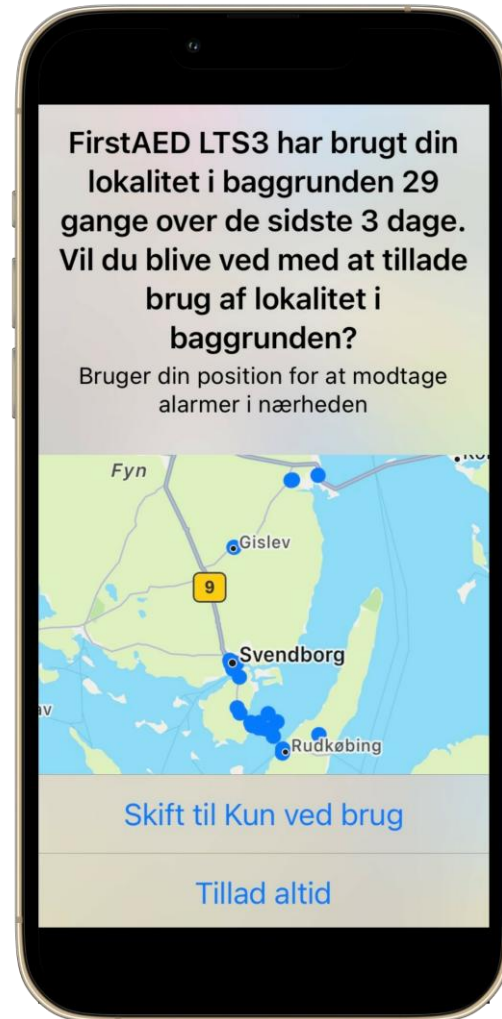 FirstAED LTS3 har brugt din
lokalitet i baggrunden 29
gange over de sidste 3 dage.
Vil du blive ved med at tillade
brug af lokalitet i
baggrunden?
Bruger din position for at modtage
alarmer i nærheden
Fyn
Gislev
9
Svendborg
Rudkøbing
Skift til Kun ved brug
Tillad altid